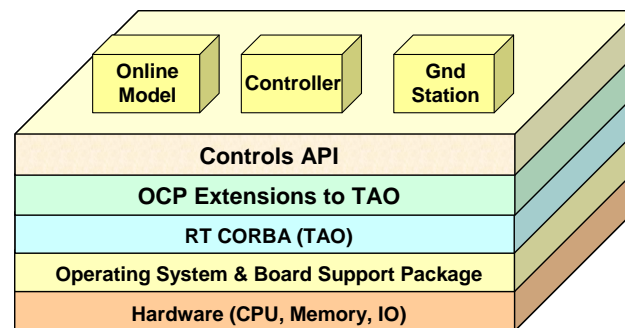 Online
Model
Controller
Gnd
Station
Controls API
OCP Extensions to TAO
RT CORBA (TAO)
Operating System & Board Support Package
Hardware (CPU, Memory, IO)